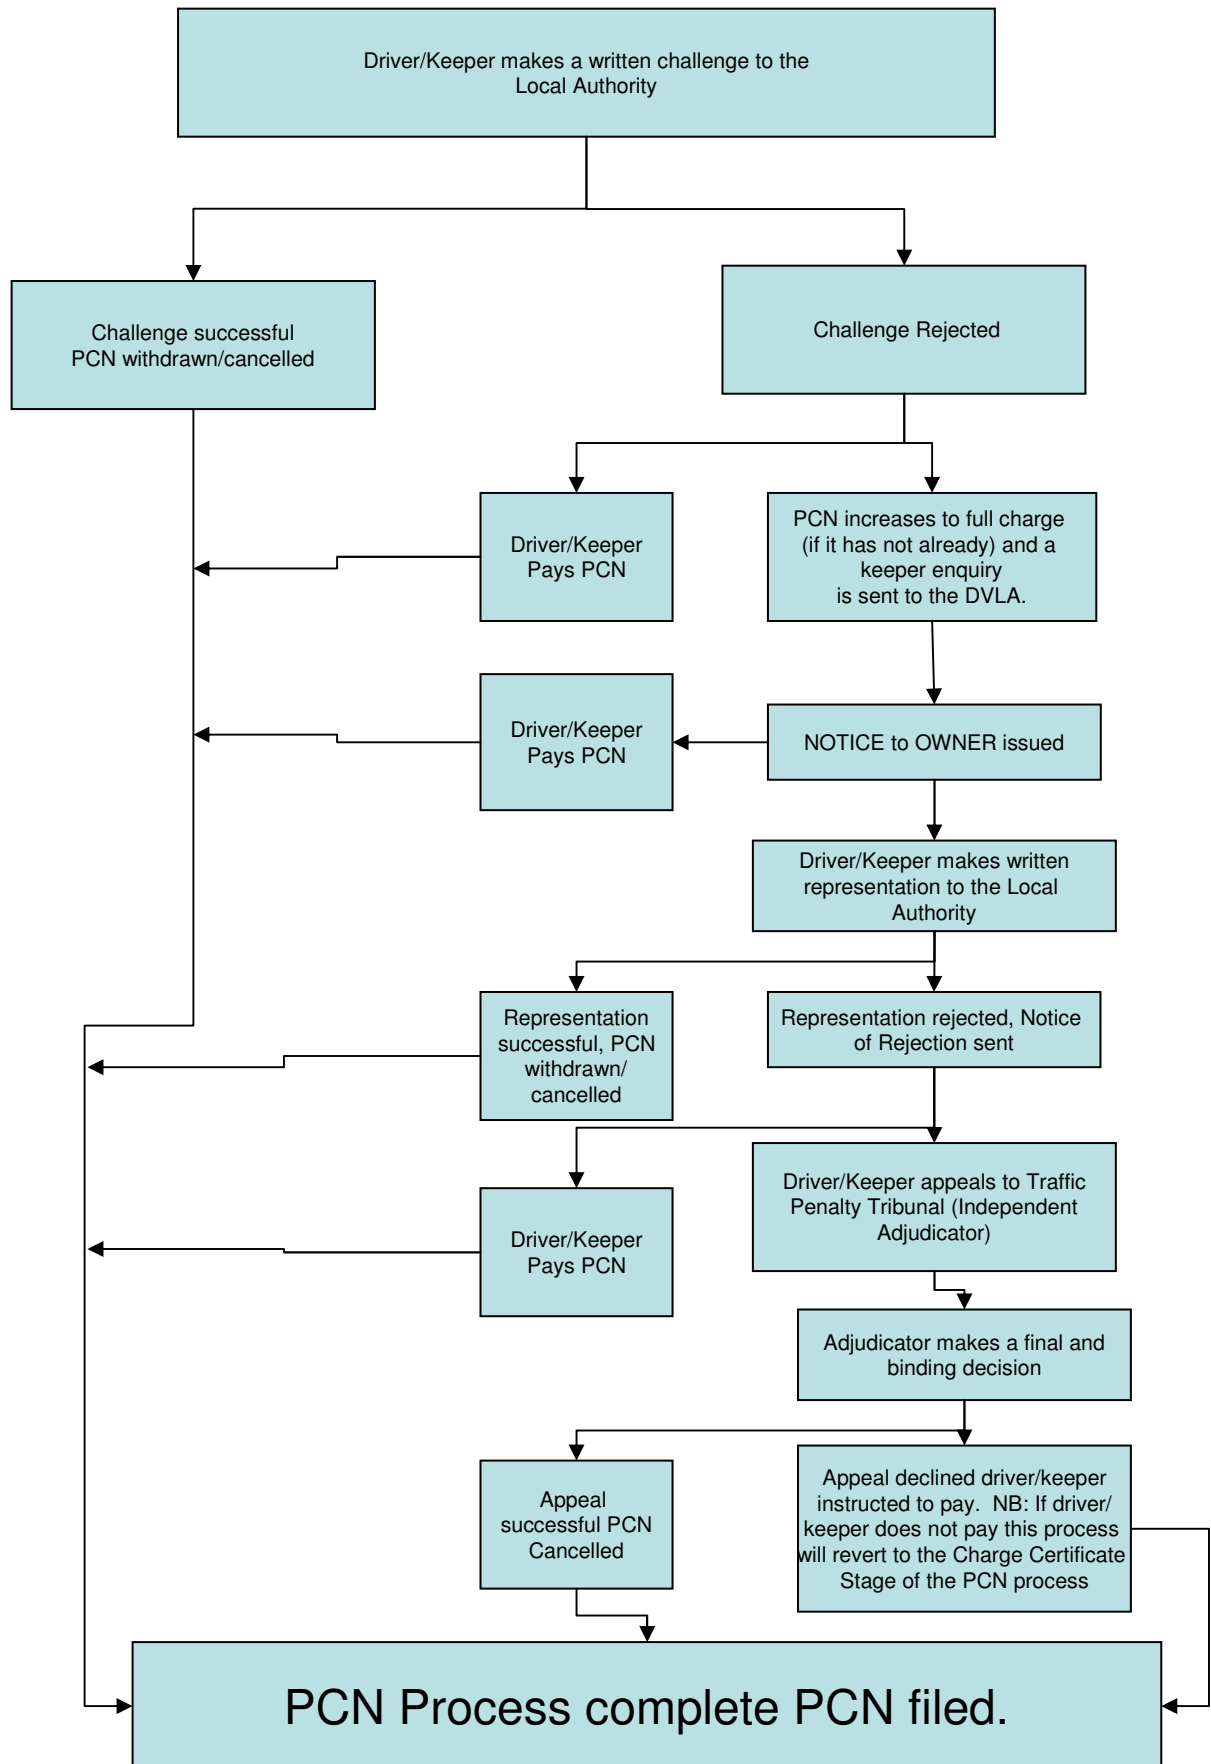 Driver/Keeper makes a written challenge to the
Local Authority
Challenge successful
PCN withdrawn/cancelled
Challenge Rejected
Driver/Keeper
Pays PCN
PCN increases to full charge
(if it has not already) and a
keeper enquiry
is sent to the DVLA.
Driver/Keeper
Pays PCN
NOTICE to OWNER issued
Driver/Keeper makes written
representation to the Local
Authority
Representation
successful, PCN
withdrawn/
cancelled
Representation rejected, Notice
of Rejection sent
Driver/Keeper appeals to Traffic
Penalty Tribunal (Independent
Adjudicator)
Driver/Keeper
Pays PCN
Adjudicator makes a final and
binding decision
Appeal
successful PCN
Cancelled
Appeal declined driver/keeper
instructed to pay.  NB: If driver/
keeper does not pay this process
will revert to the Charge Certificate
Stage of the PCN process
PCN Process complete PCN filed.